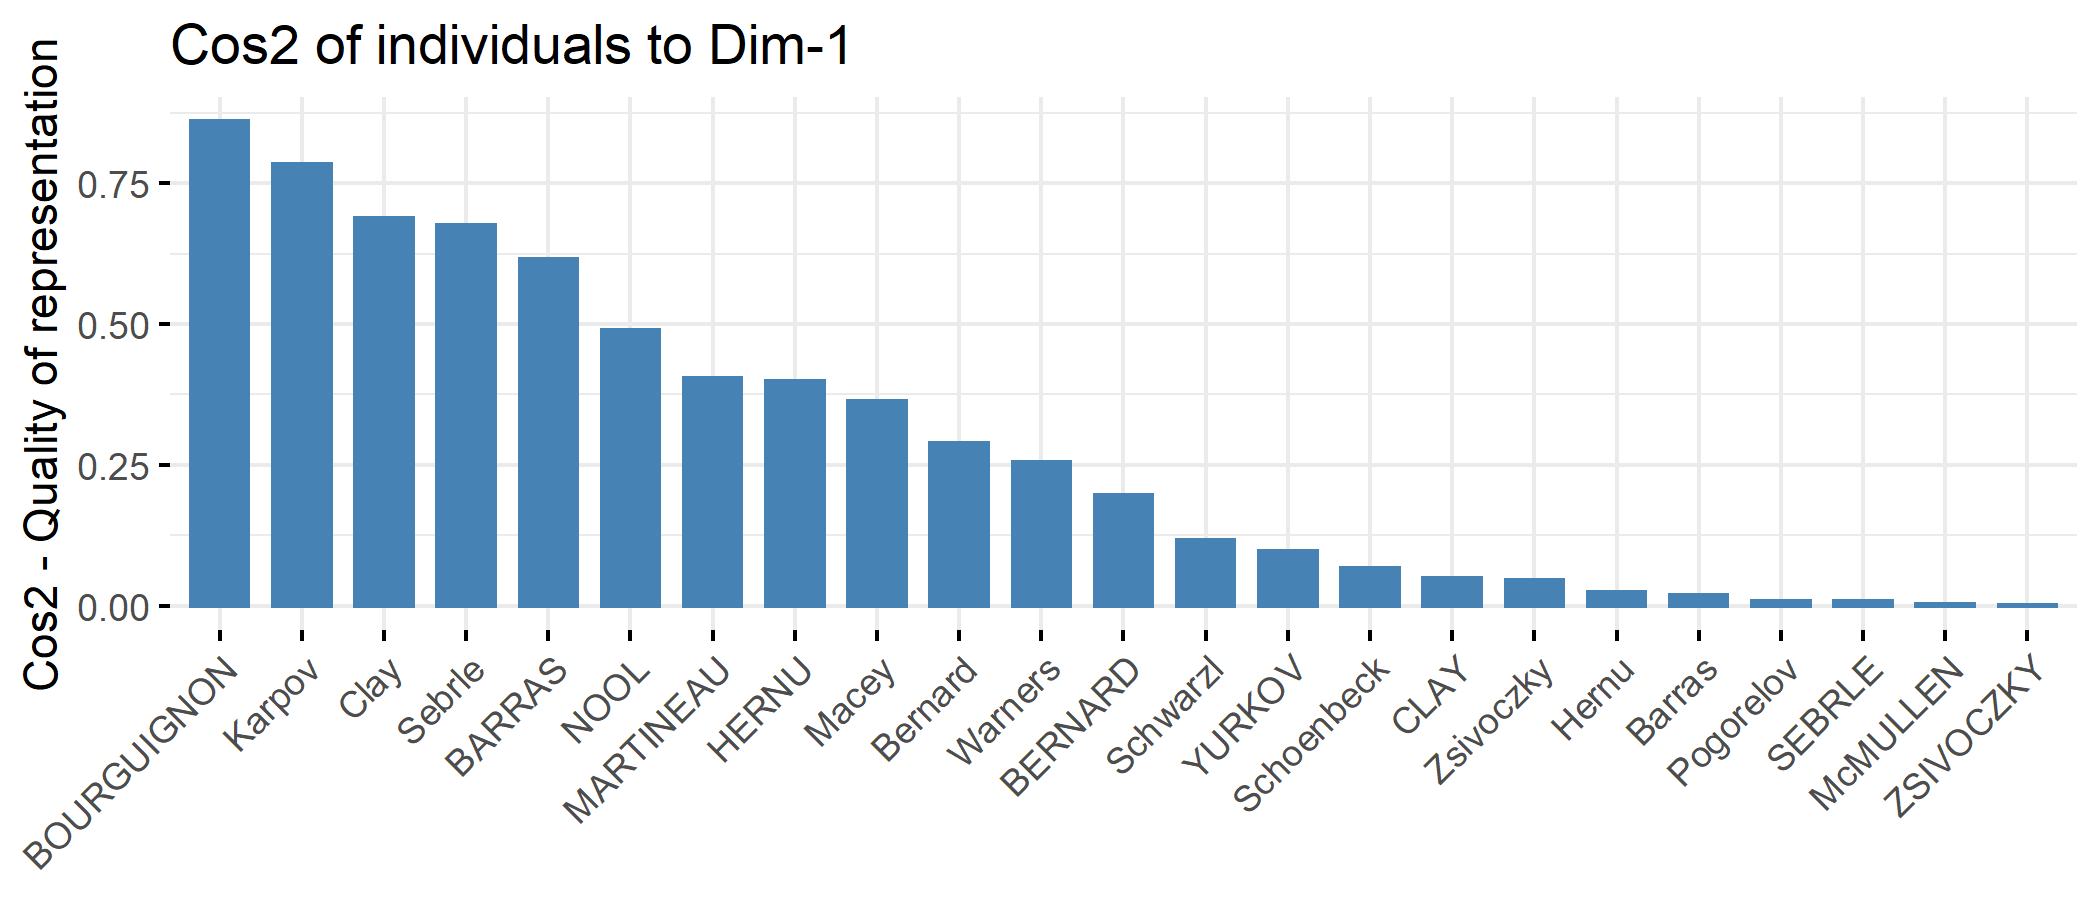 Cos2 of individuals to Dim-1
Cos2 - Quality of representation
0.75
0.50
0.25
0.00
BOURGUIGNON
Karpov
Clay
Sebrle
BARRAS
NOOL
MARTINEAU
HERNU
Macey
Bernard
Warners
BERNARD
Schwarzl
YURKOV
Schoenbeck
CLAY
Zsivoczky
Hernu
Barras
Pogorelov
SEBRLE
McMULLEN
ZSIVOCZKY